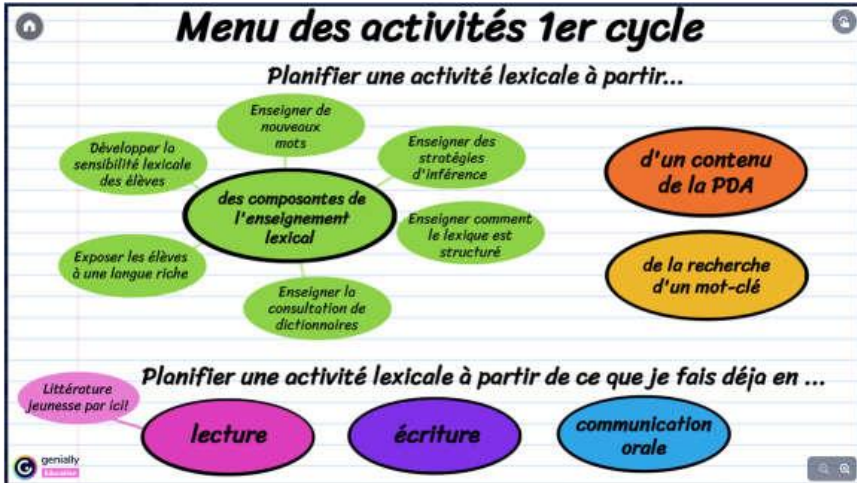 Menu des activités 1er cycle
Planifier une activité lexicale à partir...
Enseigner de
nouveaux
mots
Développer la
sensibilité lexicale
des élèves
Enseigner des
stratégies
d'inférence
des composantes de
l'enseignement
lexical
Enseigner comment
le lexique est
structuré
Exposer les élèves
à une langue riche
Enseigner la
consultation de
dictionnaires
d'un contenu
de la PDA
de la recherche
d'un mot-clé
Planifier une activité lexicale à partir de ce que je fais déja en ...
Littérature
jeunesse par ici!
lecture
écriture
communication
orale
genially
Education